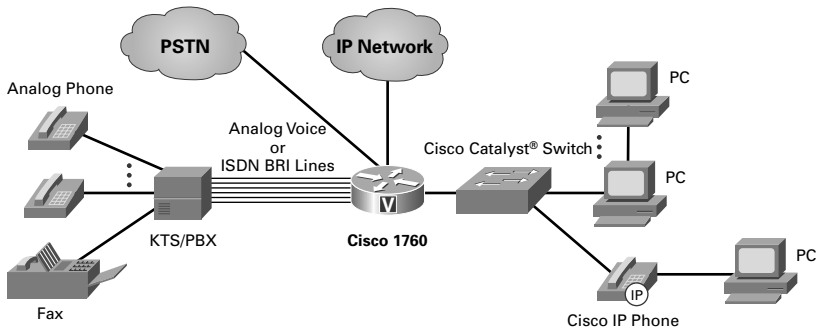 PSTN
IP Network
Analog Phone
PC
Analog Voice
or
ISDN BRI Lines
Cisco Catalyst® Switch
PC
V
KTS/PBX
Cisco 1760
PC
IP
Fax
Cisco IP Phone